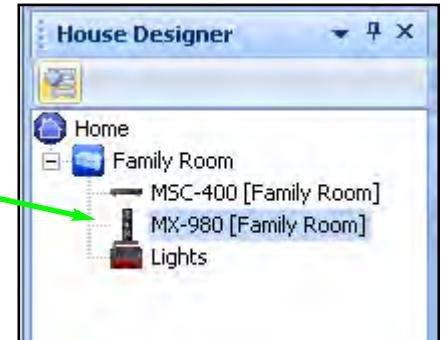 House Designer
Home
Family Room
MSC-400 [Family Room]
MX-980 [Family Room]
Lights